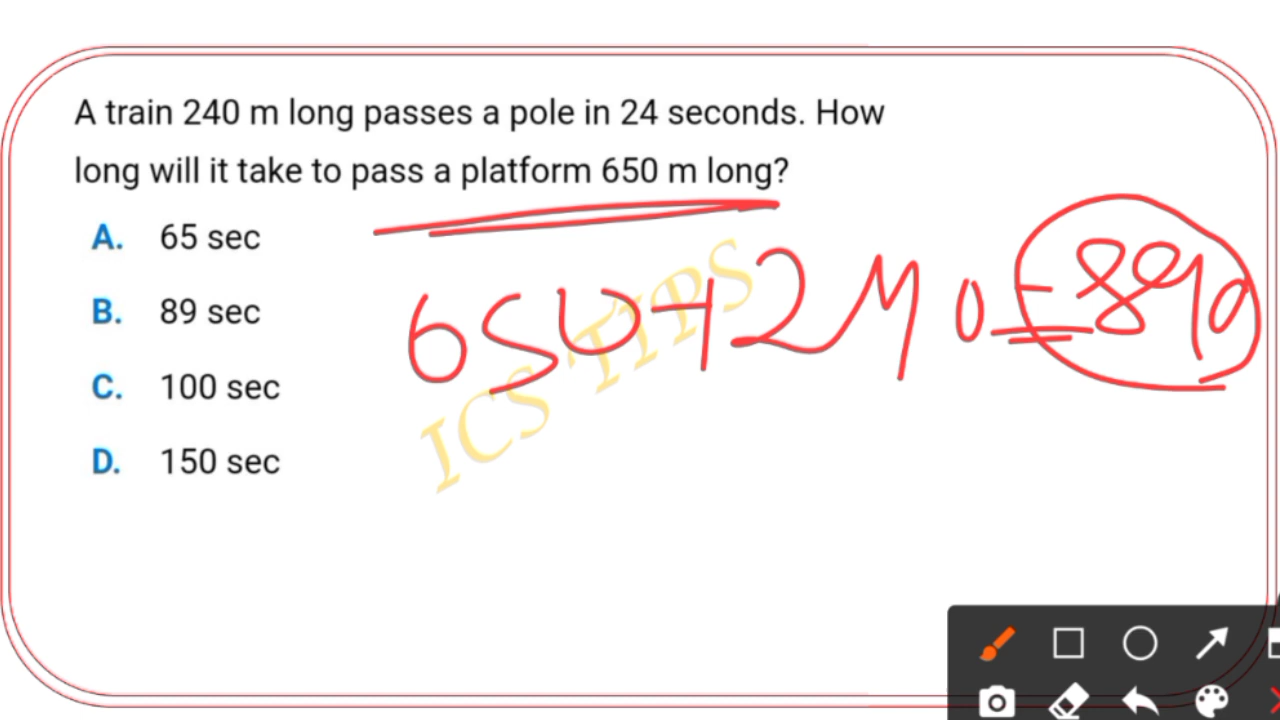 A train 240 m long passes a pole in 24 seconds. How
long will it take to pass a platform 650 m long?
A. 65 sec
B. 89 sec
C. 100 sec
D. 150 sec
650+240=890
ICS TIPS